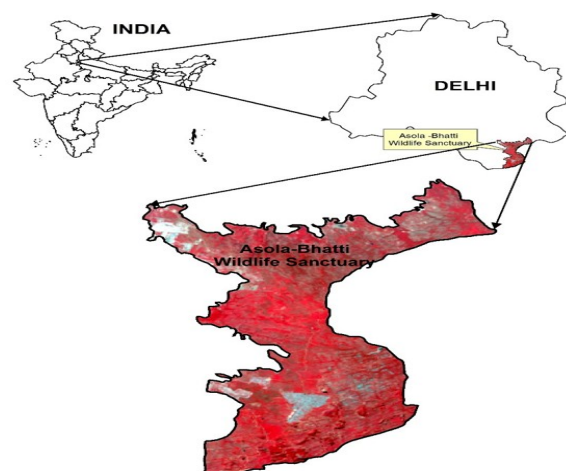 INDIA
DELHI
Asola -Bhatti
Wildlife Sanctuary
Asola-Bhatti
Wildlife Sanctuary